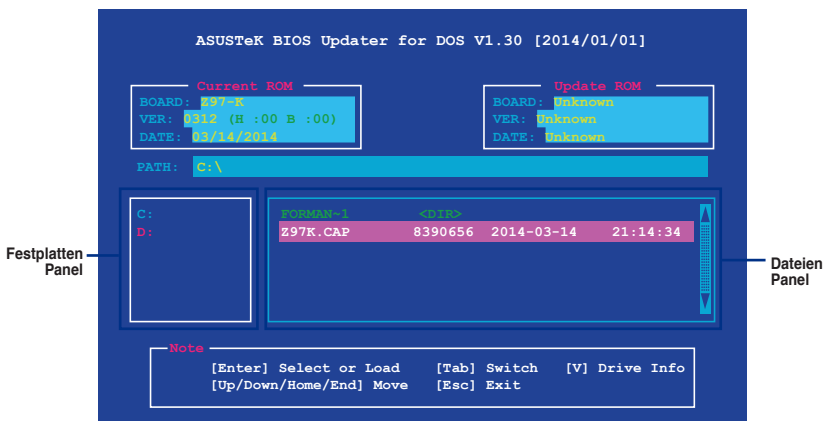 ASUSTeK BIOS Updater for DOS V1.30 [2014/01/01]
Current ROM
BOARD: Z97-K
VER: 0312 (H :00 B :00)
DATE: 03/14/2014
Update ROM
BOARD: Unknown
VER: Unknown
DATE: Unknown
PATH: C:\
C:
D:
FORMAN~1 <DIR>
Z97K.CAP 8390656 2014-03-14 21:14:34
Festplatten
Panel
Dateien
Panel
Note
[Enter] Select or Load [Tab] Switch [V] Drive Info
[Up/Down/Home/End] Move [Esc] Exit